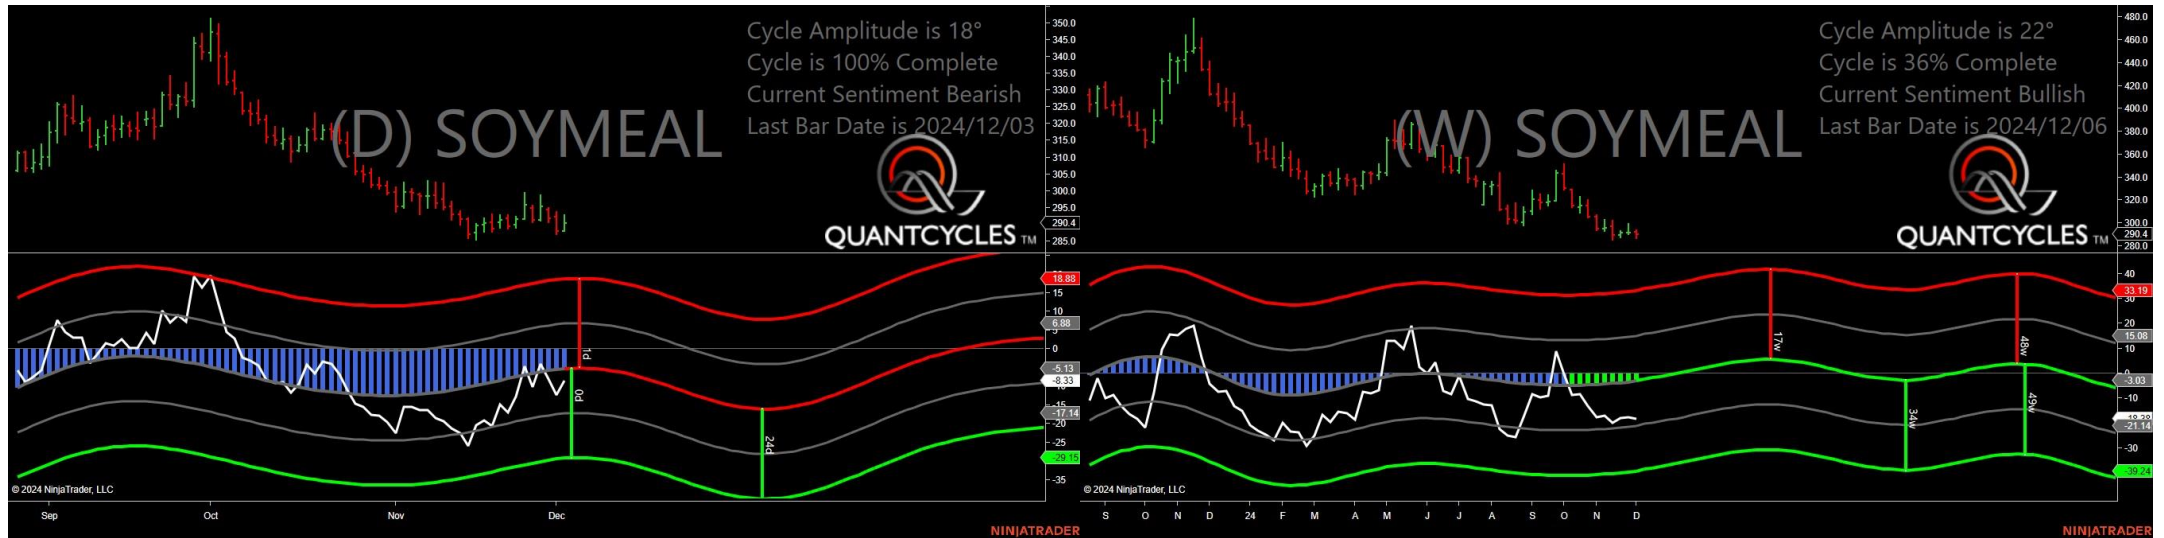 Cycle Amplitude is 18°
Cycle is 100% Complete
Current Sentiment Bearish
Last Bar Date is 2024/12/03
(D) SOYMEAL
QUANTCYCLES TM
350.0
345.0
340.0
335.0
330.0
325.0
320.0
315.0
310.0
305.0
300.0
295.0
290.4
285.0
18.88
15
10
6.88
0
-5.13
-8.33
-17.14
-20
-25
-29.15
-35
1d
0d
24d
© 2024 NinjaTrader, LLC
Sep Oct Nov Dec
NINJATRADER
Cycle Amplitude is 22°
Cycle is 36% Complete
Current Sentiment Bullish
Last Bar Date is 2024/12/06
(W) SOYMEAL
QUANTCYCLES TM
480.0
460.0
440.0
420.0
400.0
380.0
360.0
340.0
320.0
300.0
290.4
280.0
40
33.19
30
20
15.08
10
0
-3.03
-21.14
-30
-39.24
17w
48w
34w
49w
© 2024 NinjaTrader, LLC
S O N D 24 F M A M J J A S O N D
NINJATRADER